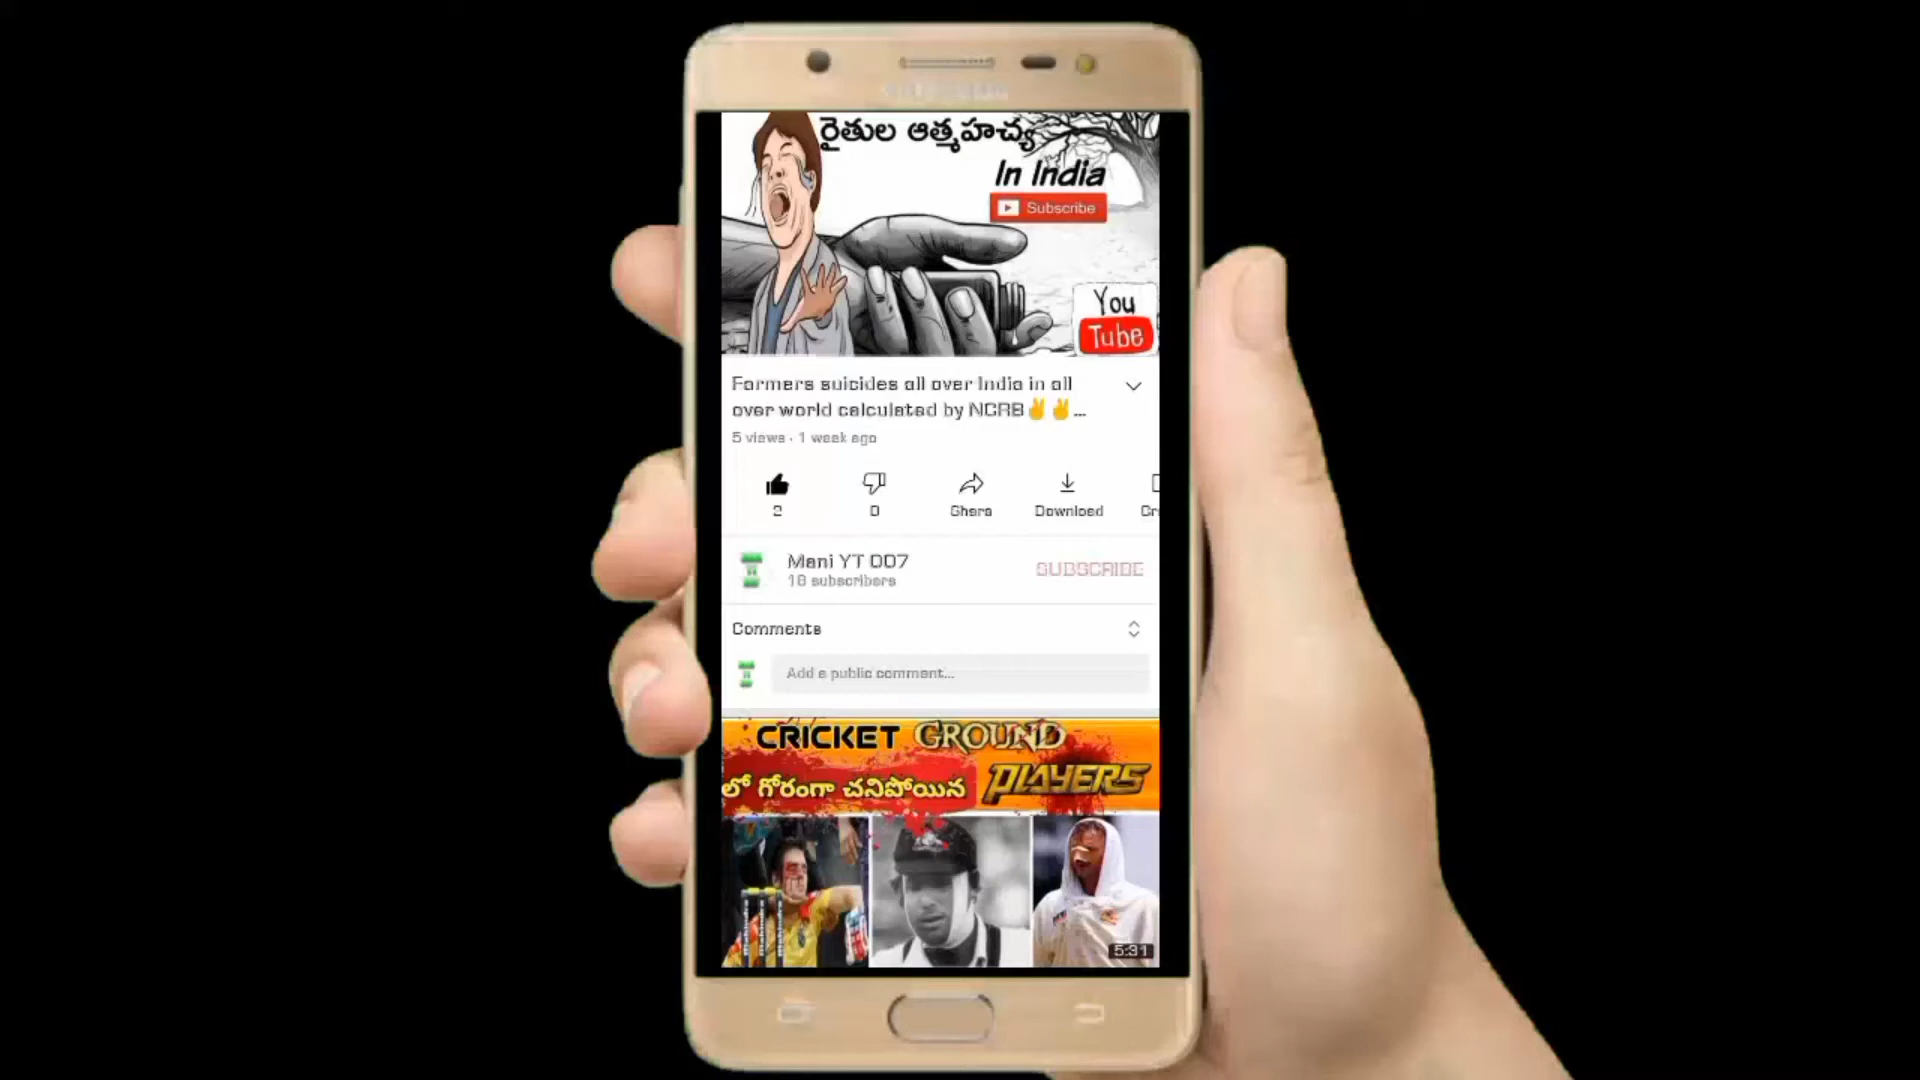 రైతుల ఆత్మహచ్య
In India
Subscribe
You
Tube
Farmers suicides all over India in all
over world calculated by NCRB✌✌...
5 views · 1 week ago
2
0
Share
Download
Mani YT 007
SUBSCRIBE
18 subscribers
Comments
Add a public comment...
CRICKET GROUND
లో గోరంగా చనిపోయిన PLAYERS
5:31